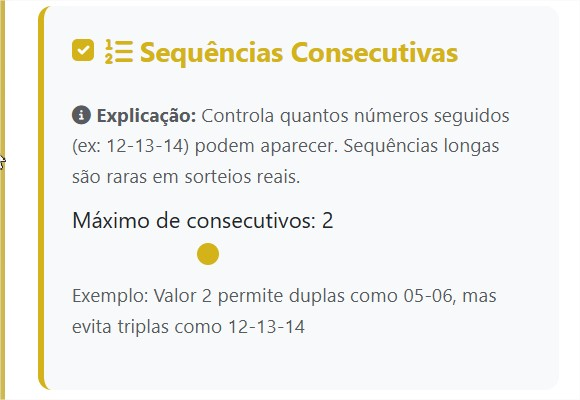 Sequências Consecutivas
Explicação: Controla quantos números seguidos
(ex: 12-13-14) podem aparecer. Sequências longas
são raras em sorteios reais.
Máximo de consecutivos: 2
Exemplo: Valor 2 permite duplas como 05-06, mas
evita triplas como 12-13-14